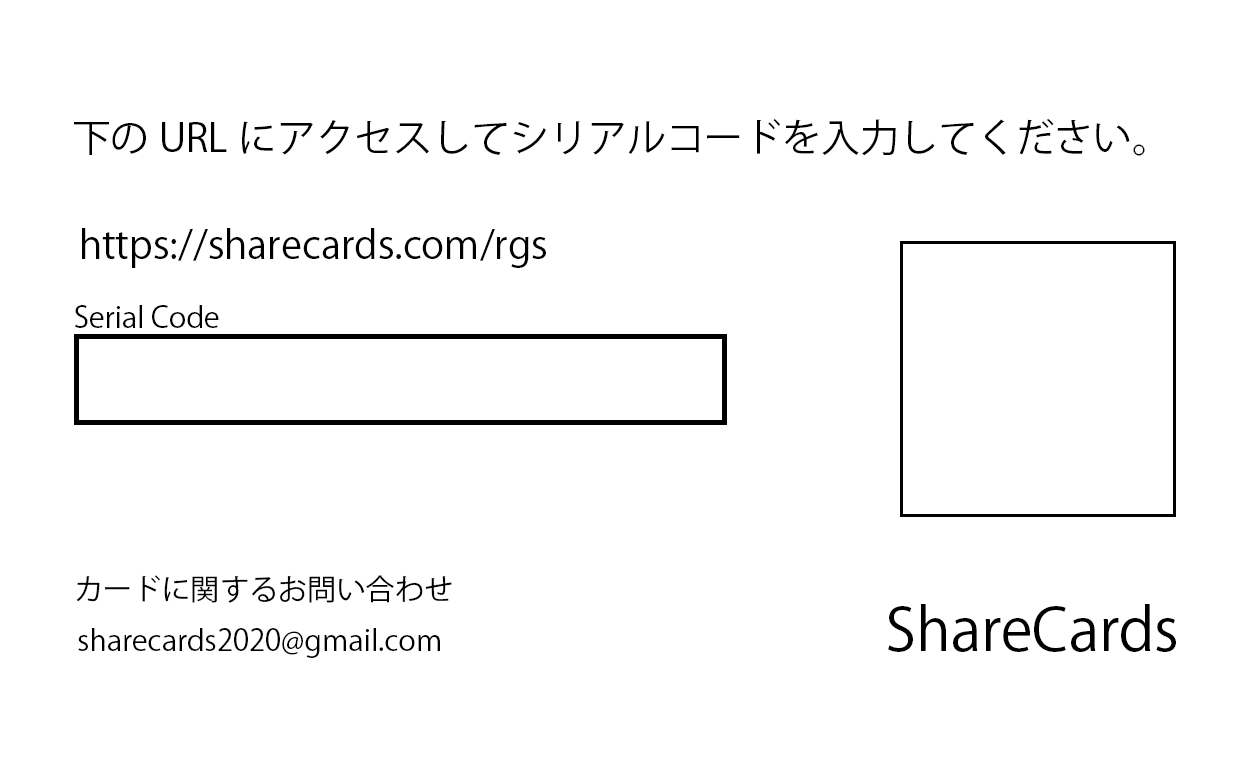 下の URL にアクセスしてシリアルコードを入力してください。
https://sharecards.com/rgs
Serial Code
カードに関するお問い合わせ
sharecards2020@gmail.com
ShareCards